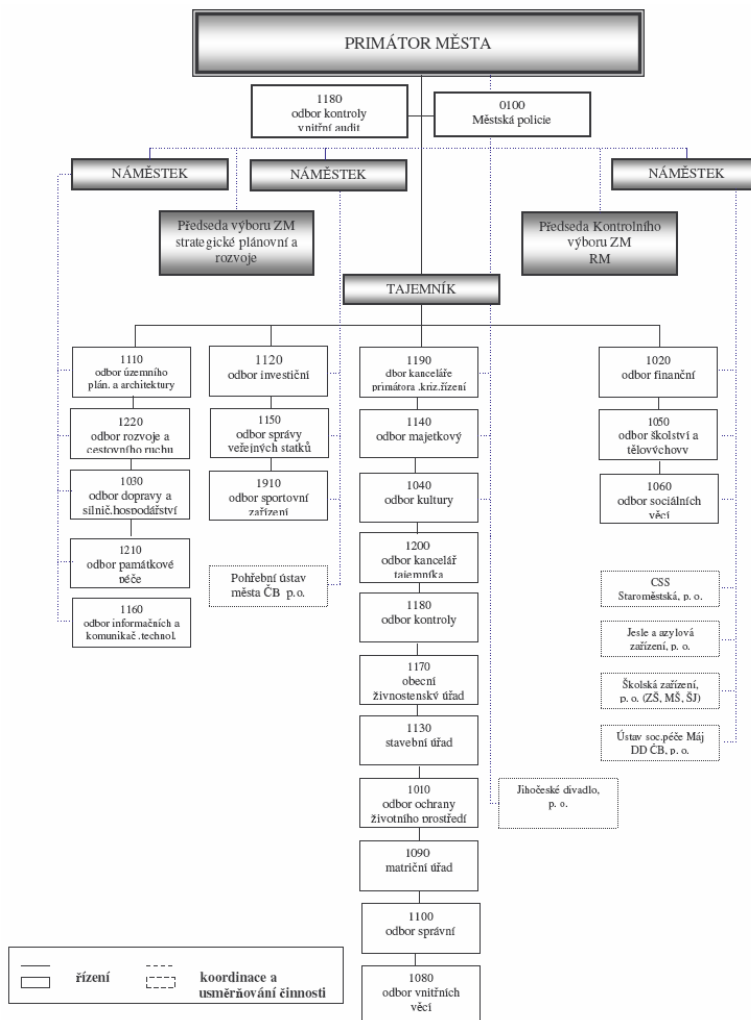 PRIMÁTOR MĚSTA
1180
odbor kontroly
vnitřní audit
0100
Městská policie
NÁMĚSTEK
NÁMĚSTEK
NÁMĚSTEK
Předseda výboru ZM
strategické plánovní a
rozvoje
Předseda Kontrolního
výboru ZM
RM
TAJEMNÍK
1110
odbor územního
plán. a architektury
1220
odbor rozvoje a
cestovního ruchu
1030
odbor dopravy a
silnič.hospodářství
1210
odbor památkové
péče
1160
odbor informačních a
komunikač .technol.
1120
odbor investiční
1150
odbor správy
veřejných statků
1910
odbor sportovní
zařízení
Pohřební ústav
města ČB p.o.
1190
dbor kanceláře
primátora .kriz.řízení
1140
odbor majetkový
1040
odbor kultury
1200
odbor kancelář
tajemníka
1180
odbor kontroly
1170
obecní
živnostenský úřad
1130
stavební úřad
1010
odbor ochrany
životního prostředí
1090
matriční úřad
1100
odbor správní
1080
odbor vnitřních
věcí
1020
odbor finanční
1050
odbor školství a
tělovýchovy
1060
odbor sociálních
věcí
CSS
Staroměstská, p. o.
Jesle a azylová
zařízení, p. o.
Školská zařízení,
p. o. (ZŠ, MŠ, ŠJ)
Ústav soc.péče Máj
DD ČB, p. o.
Jihočeské divadlo,
p. o.
řízení
koordinace a
usměrňování činnosti